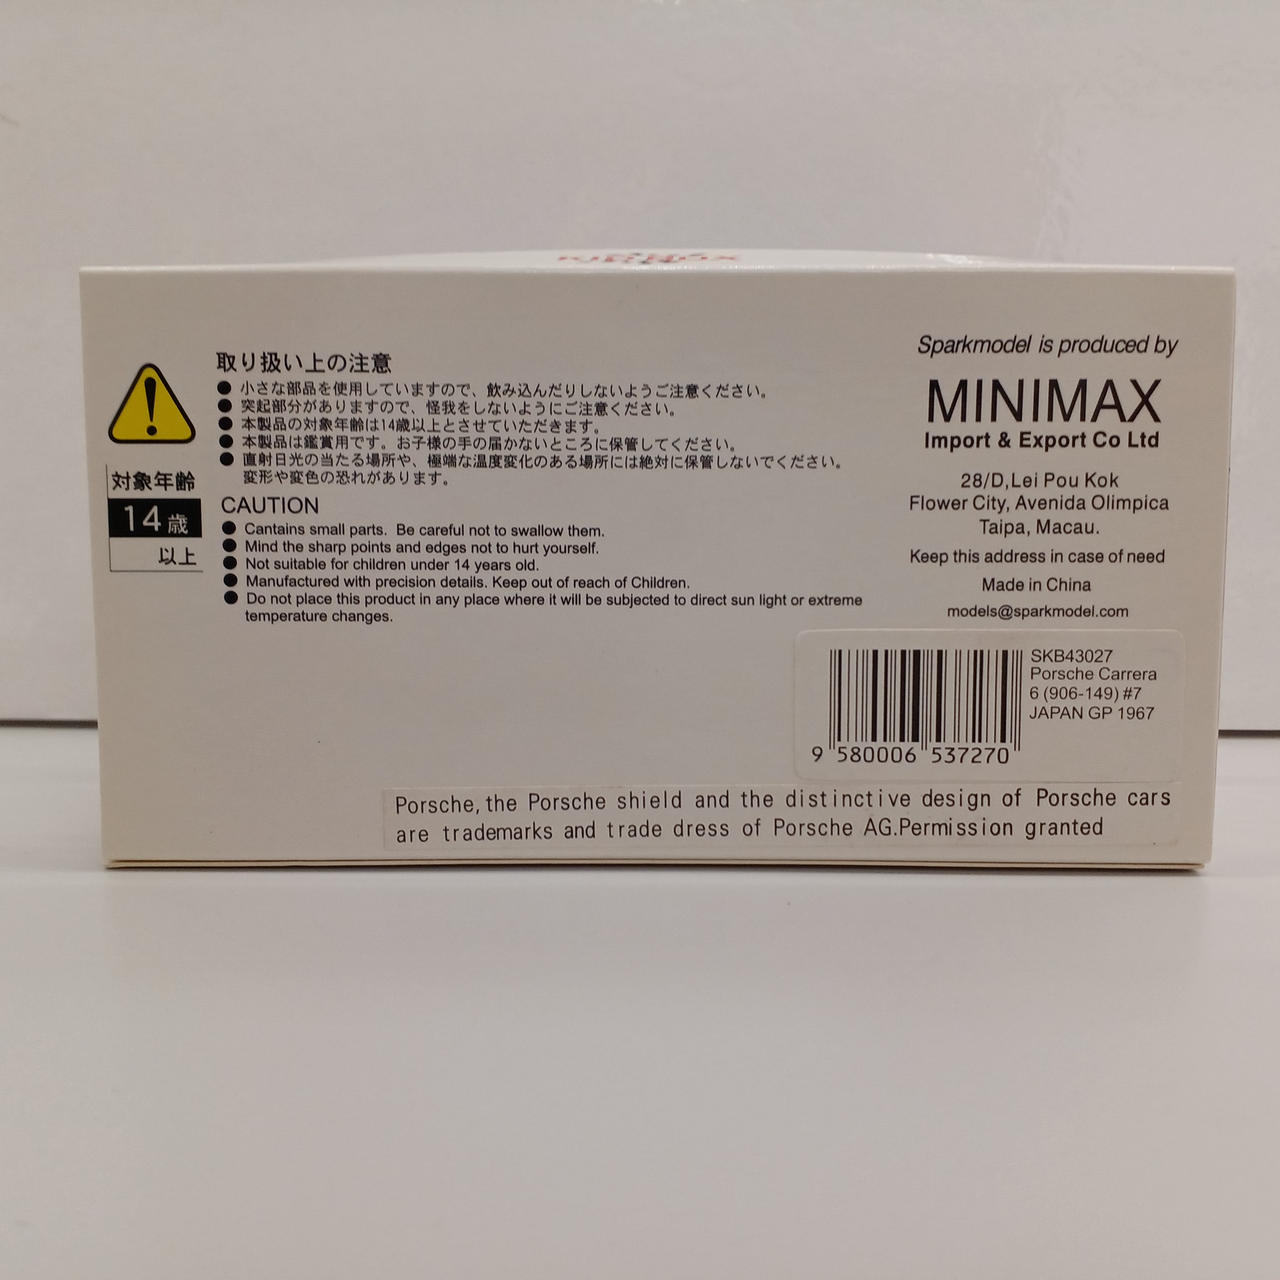 取り扱い上の注意
● 小さな部品を使用していますので、飲み込んだりしないようご注意ください。
● 突起部分がありますので、怪我をしないようにご注意ください。
● 本製品の対象年齢は14歳以上とさせていただきます。
● 本製品は鑑賞用です。お子様の手の届かないところに保管してください。
● 直射日光の当たる場所や、極端な温度変化のある場所には絶対に保管しないでください。
変形や変色の恐れがあります。
対象年齢
14歳
以上
CAUTION
● Cantains small parts. Be careful not to swallow them.
● Mind the sharp points and edges not to hurt yourself.
● Not suitable for children under 14 years old.
● Manufactured with precision details. Keep out of reach of Children.
● Do not place this product in any place where it will be subjected to direct sun light or extreme
temperature changes.
Sparkmodel is produced by
MINIMAX
Import & Export Co Ltd
28/D,Lei Pou Kok
Flower City, Avenida Olimpica
Taipa, Macau.
Keep this address in case of need
Made in China
models@sparkmodel.com
SKB43027
Porsche Carrera
6 (906-149) #7
JAPAN GP 1967
9 580006 537270
Porsche, the Porsche shield and the distinctive design of Porsche cars
are trademarks and trade dress of Porsche AG.Permission granted